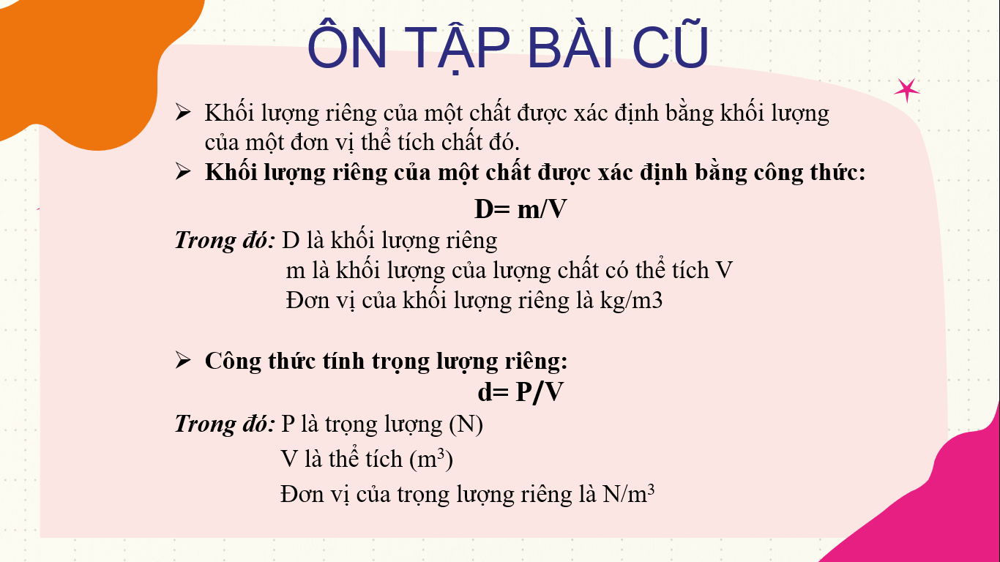 ÔN TẬP BÀI CŨ
➢ Khối lượng riêng của một chất được xác định bằng khối lượng
của một đơn vị thể tích chất đó.
➢ Khối lượng riêng của một chất được xác định bằng công thức:
D= m/V
Trong đó: D là khối lượng riêng
m là khối lượng của lượng chất có thể tích V
Đơn vị của khối lượng riêng là kg/m3
➢ Công thức tính trọng lượng riêng:
d= P/V
Trong đó: P là trọng lượng (N)
V là thể tích (m³)
Đơn vị của trọng lượng riêng là N/m³